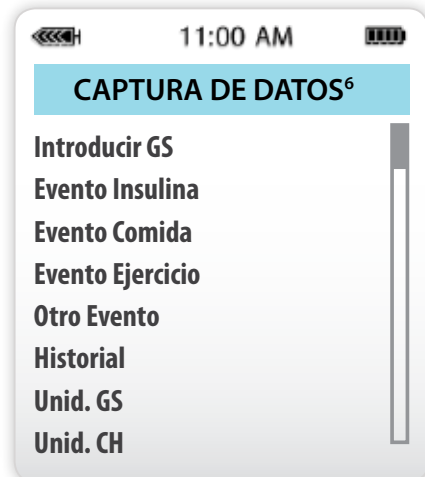 11:00 AM
CAPTURA DE DATOS⁶
Introducir GS
Evento Insulina
Evento Comida
Evento Ejercicio
Otro Evento
Historial
Unid. GS
Unid. CH